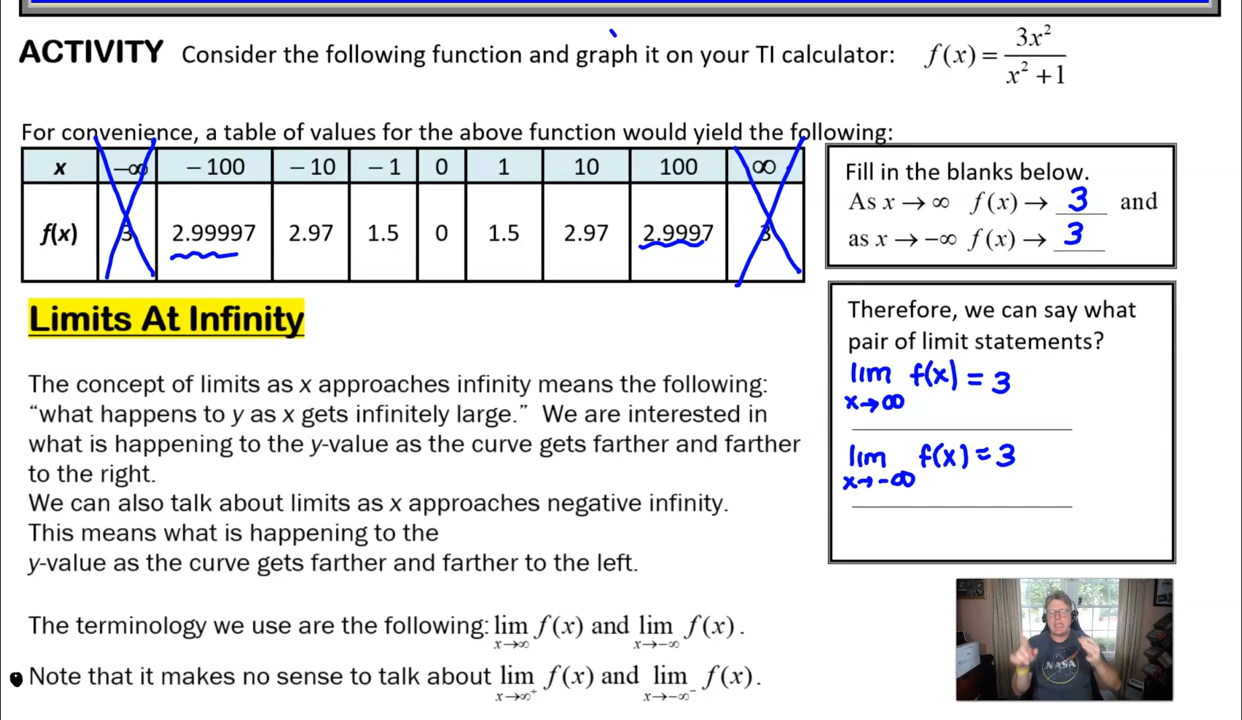 ACTIVITY Consider the following function and graph it on your TI calculator: f(x) = 3x² / (x² + 1)
For convenience, a table of values for the above function would yield the following:
x −∞ − 100 − 10 − 1 0 1 10 100 ∞
f(x) 3 2.99997 2.97 1.5 0 1.5 2.97 2.9997 3
Fill in the blanks below.
As x → ∞ f(x) → 3 and
as x → −∞ f(x) → 3
Limits At Infinity
Therefore, we can say what
pair of limit statements?
lim f(x) = 3
x→∞
lim f(x) = 3
x→-∞
The concept of limits as x approaches infinity means the following:
“what happens to y as x gets infinitely large.” We are interested in
what is happening to the y-value as the curve gets farther and farther
to the right.
We can also talk about limits as x approaches negative infinity.
This means what is happening to the
y-value as the curve gets farther and farther to the left.
The terminology we use are the following: lim f(x) and lim f(x).
x→∞ x→−∞
Note that it makes no sense to talk about lim f(x) and lim f(x).
x→∞⁺ x→−∞⁻
NASA